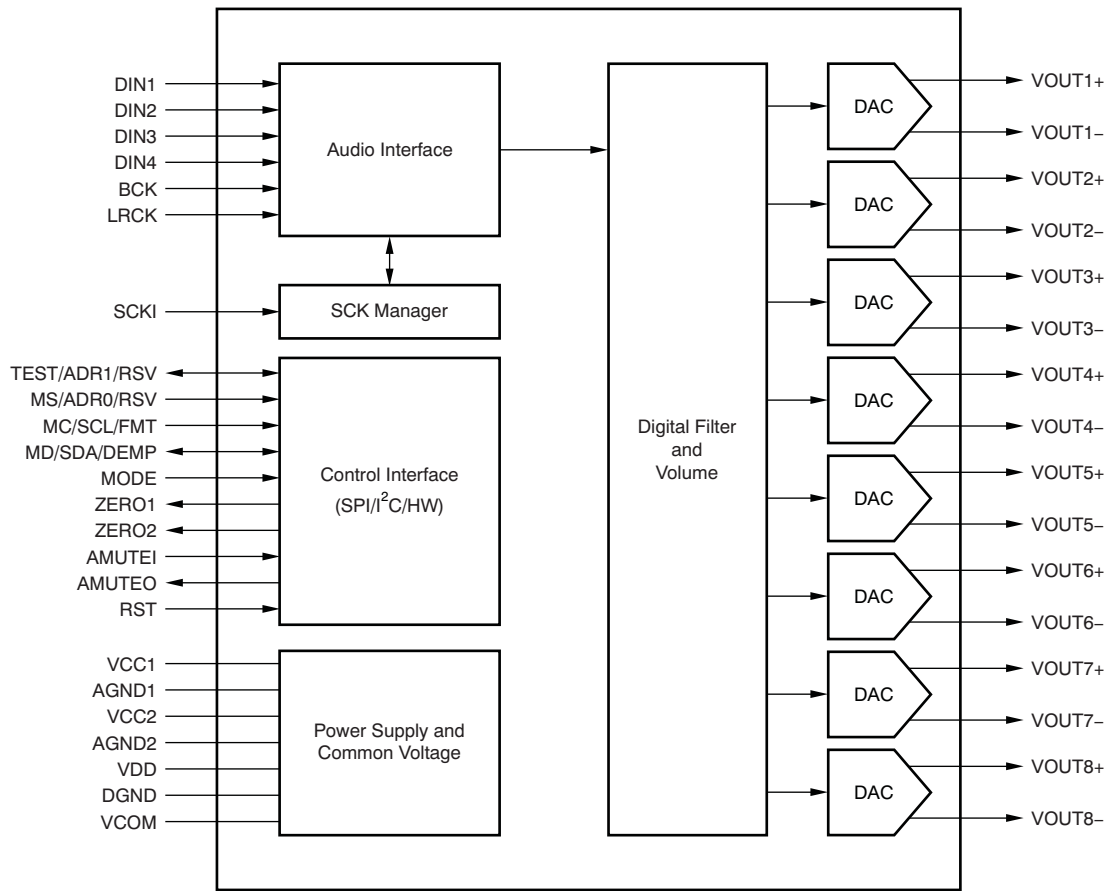 DIN1
DIN2
DIN3
DIN4
BCK
LRCK
Audio Interface
SCKI
SCK Manager
TEST/ADR1/RSV
MS/ADR0/RSV
MC/SCL/FMT
MD/SDA/DEMP
MODE
ZERO1
ZERO2
AMUTEI
AMUTEO
RST
Control Interface
(SPI/I²C/HW)
VCC1
AGND1
VCC2
AGND2
VDD
DGND
VCOM
Power Supply and
Common Voltage
Digital Filter
and
Volume
DAC
DAC
DAC
DAC
DAC
DAC
DAC
DAC
VOUT1+
VOUT1−
VOUT2+
VOUT2−
VOUT3+
VOUT3−
VOUT4+
VOUT4−
VOUT5+
VOUT5−
VOUT6+
VOUT6−
VOUT7+
VOUT7−
VOUT8+
VOUT8−